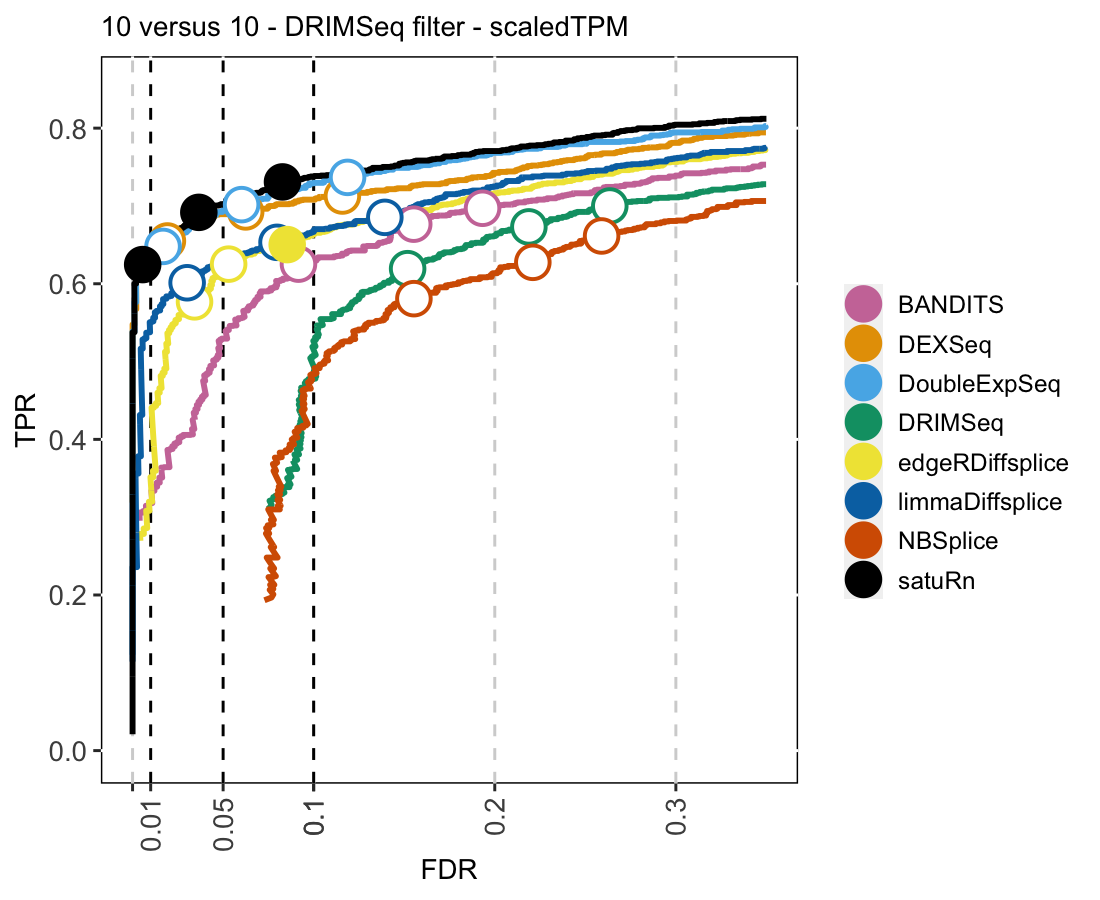 10 versus 10 - DRIMSeq filter - scaledTPM
TPR
0.8
0.6
0.4
0.2
0.0
0.01
0.05
0.1
0.2
0.3
FDR
BANDITS
DEXSeq
DoubleExpSeq
DRIMSeq
edgeRDiffsplice
limmaDiffsplice
NBSplice
satuRn